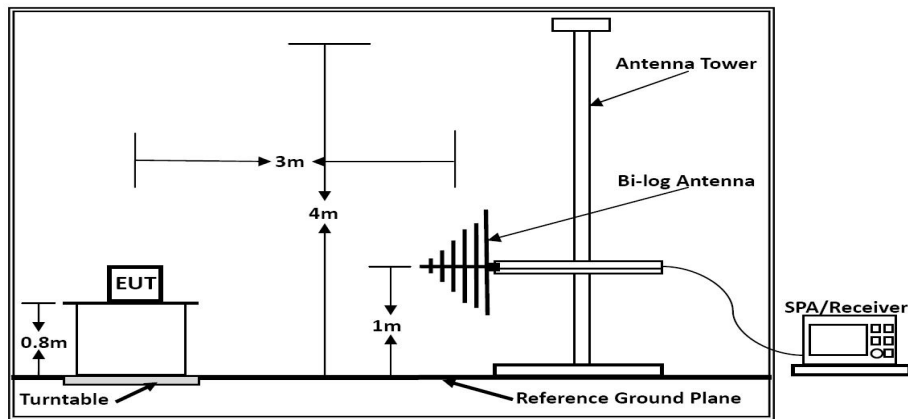 Antenna Tower
3m
Bi-log Antenna
4m
EUT
SPA/Receiver
1m
0.8m
Turntable
Reference Ground Plane